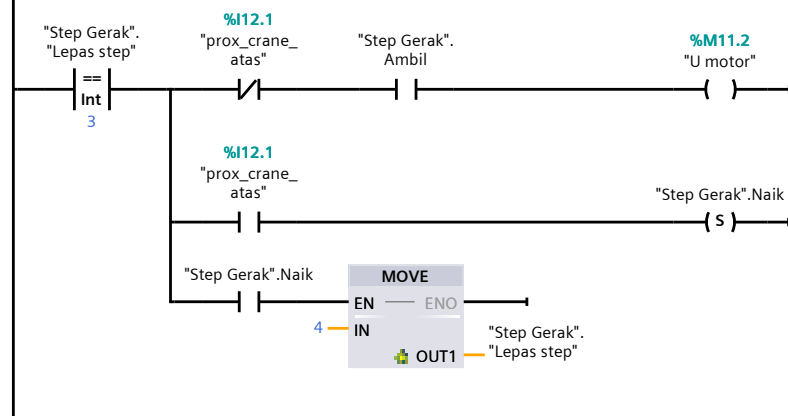 "Step Gerak".
"Lepas step"
==
Int
3
%I12.1
"prox_crane_
atas"
"Step Gerak".
Ambil
%M11.2
"U motor"
%I12.1
"prox_crane_
atas"
"Step Gerak".Naik
S
"Step Gerak".Naik
MOVE
EN
ENO
4
IN
OUT1
"Step Gerak".
"Lepas step"